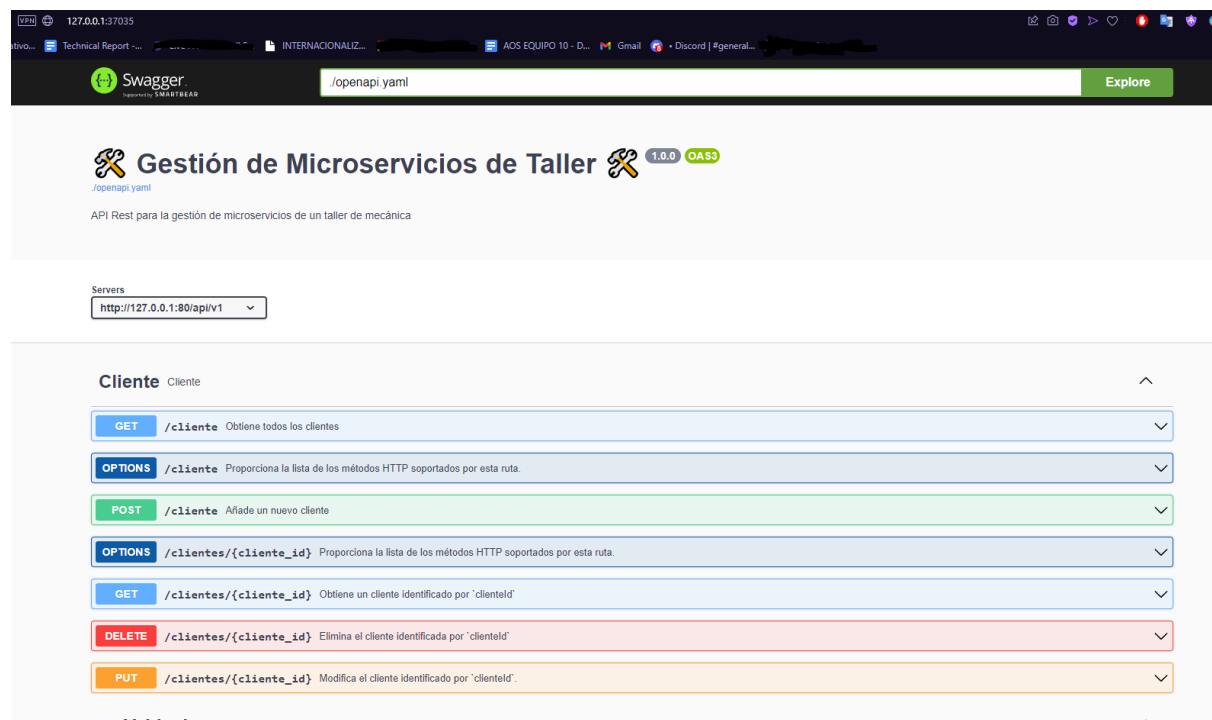 VPN 127.0.0.1:37035
ativo... Technical Report -... INTERNACIONALIZ... AOS EQUIPO 10 - D... Gmail • Discord | #general...
Swagger. ./openapi.yaml Explore
Supported by SMARTBEAR
🛠 Gestión de Microservicios de Taller 🛠 1.0.0 OAS3
./openapi.yaml
API Rest para la gestión de microservicios de un taller de mecánica
Servers
http://127.0.0.1:80/api/v1
Cliente Cliente
GET /cliente Obtiene todos los clientes
OPTIONS /cliente Proporciona la lista de los métodos HTTP soportados por esta ruta.
POST /cliente Añade un nuevo cliente
OPTIONS /clientes/{cliente_id} Proporciona la lista de los métodos HTTP soportados por esta ruta.
GET /clientes/{cliente_id} Obtiene un cliente identificado por `clienteId`
DELETE /clientes/{cliente_id} Elimina el cliente identificada por `clienteId`
PUT /clientes/{cliente_id} Modifica el cliente identificado por `clienteId`.